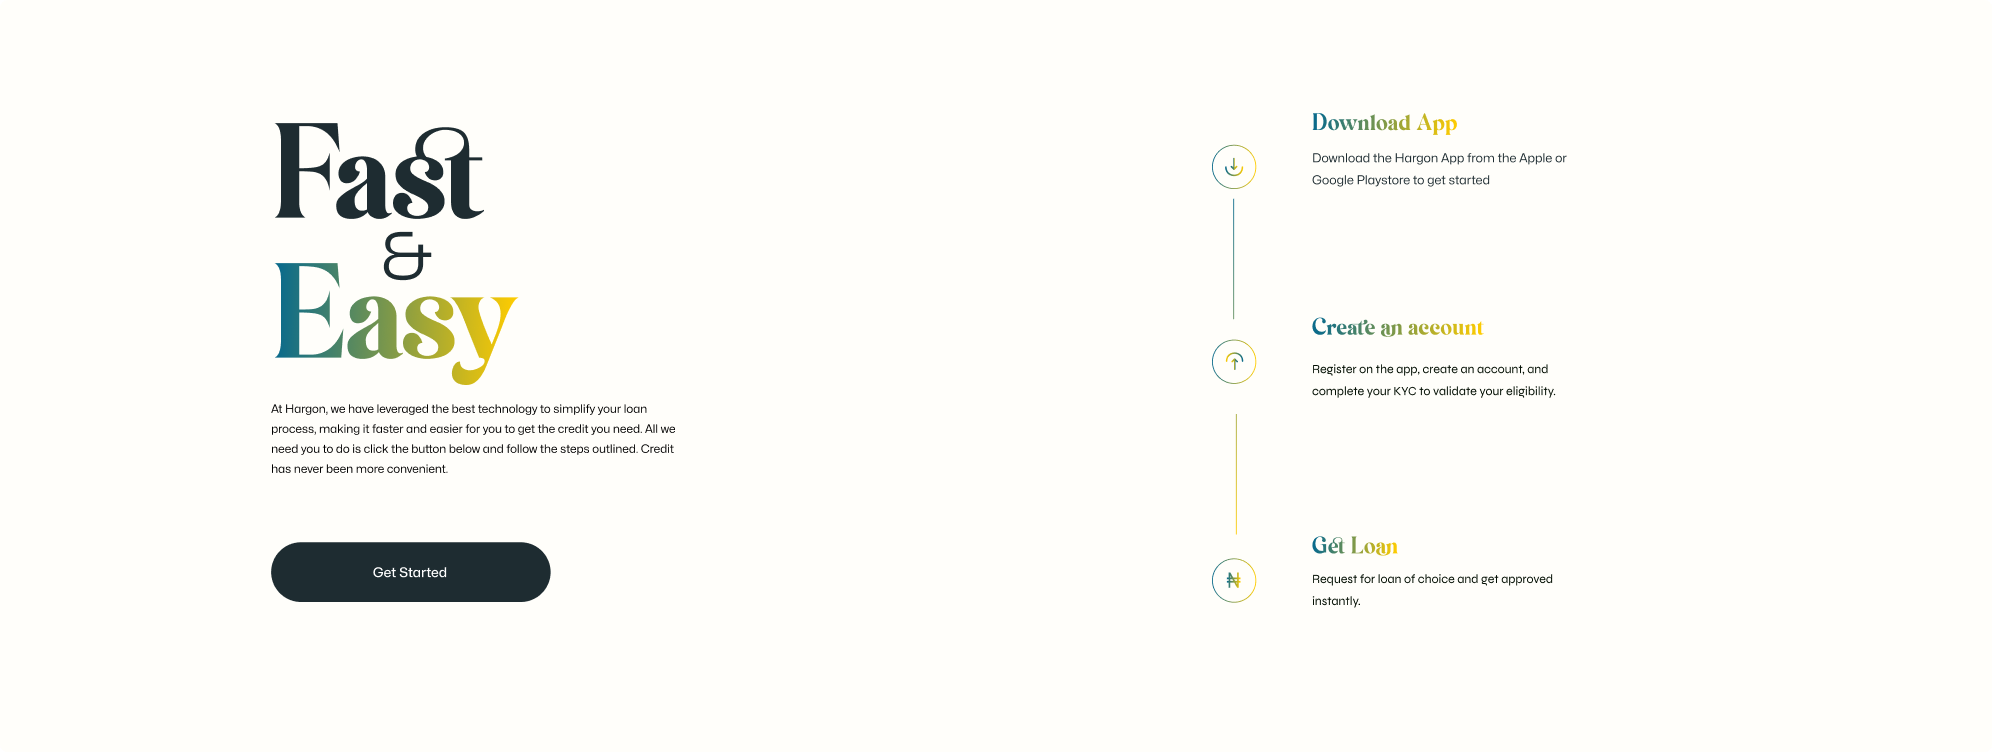 Fast
&
Easy
At Hargon, we have leveraged the best technology to simplify your loan
process, making it faster and easier for you to get the credit you need. All we
need you to do is click the button below and follow the steps outlined. Credit
has never been more convenient.
Get Started
Download App
Download the Hargon App from the Apple or
Google Playstore to get started
Create an account
Register on the app, create an account, and
complete your KYC to validate your eligibility.
₦
Get Loan
Request for loan of choice and get approved
instantly.